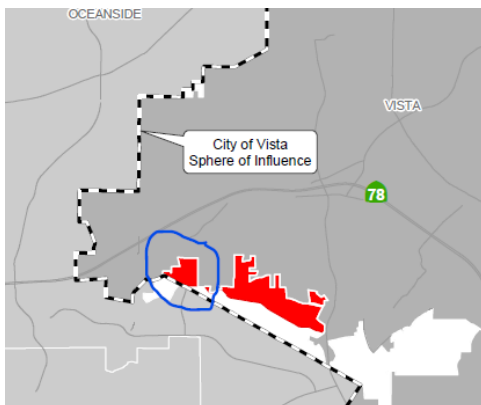 OCEANSIDE
VISTA
City of Vista
Sphere of Influence
78